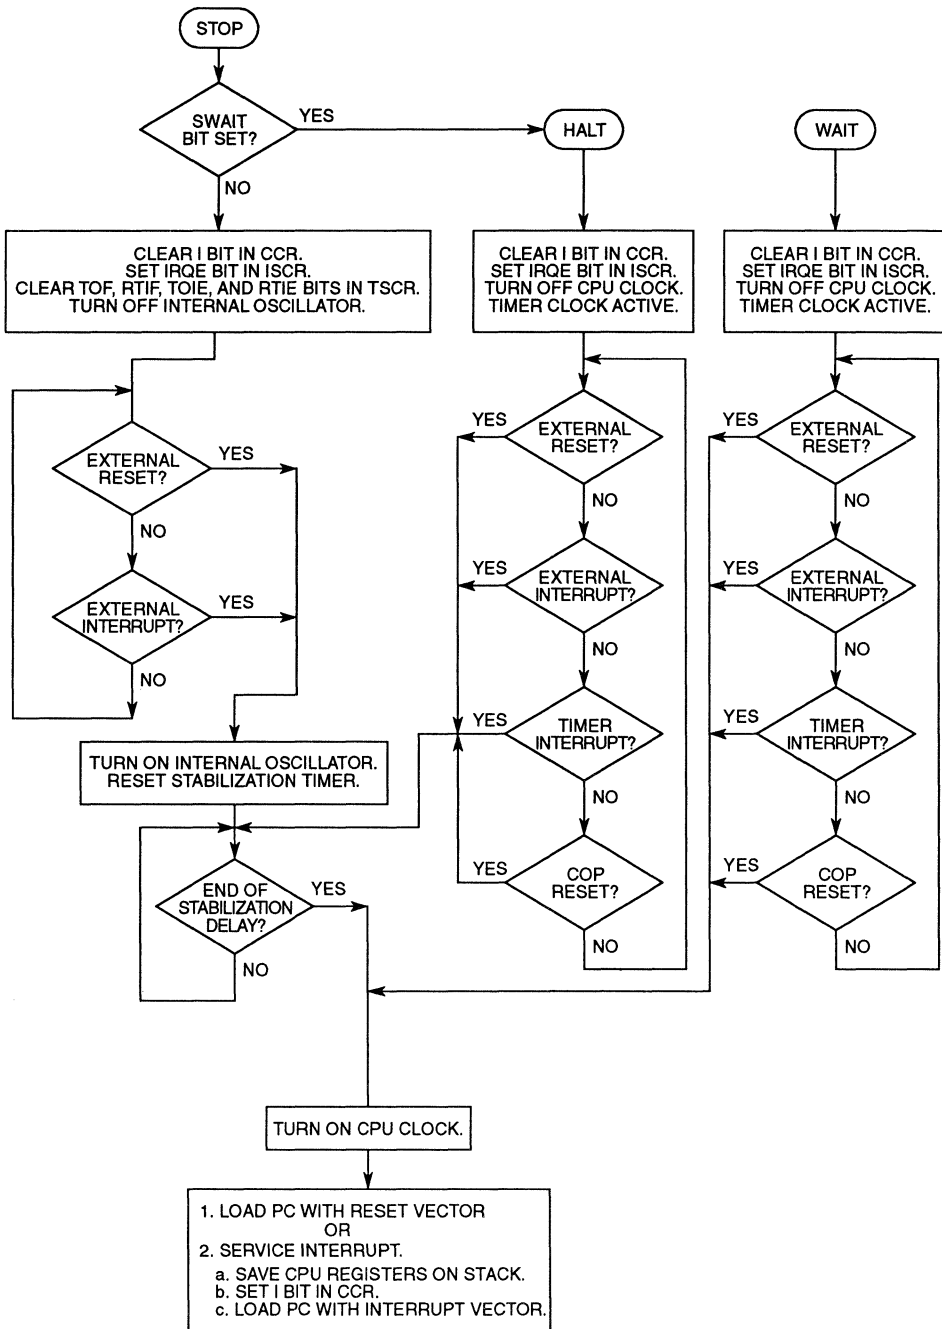 STOP
SWAIT
BIT SET?
YES
NO
HALT
WAIT
CLEAR I BIT IN CCR.
SET IRQE BIT IN ISCR.
CLEAR TOF, RTIF, TOIE, AND RTIE BITS IN TSCR.
TURN OFF INTERNAL OSCILLATOR.
CLEAR I BIT IN CCR.
SET IRQE BIT IN ISCR.
TURN OFF CPU CLOCK.
TIMER CLOCK ACTIVE.
CLEAR I BIT IN CCR.
SET IRQE BIT IN ISCR.
TURN OFF CPU CLOCK.
TIMER CLOCK ACTIVE.
EXTERNAL
RESET?
YES
NO
EXTERNAL
INTERRUPT?
YES
NO
TURN ON INTERNAL OSCILLATOR.
RESET STABILIZATION TIMER.
END OF
STABILIZATION
DELAY?
YES
NO
YES
EXTERNAL
RESET?
NO
YES
EXTERNAL
INTERRUPT?
NO
YES
TIMER
INTERRUPT?
NO
YES
COP
RESET?
NO
YES
EXTERNAL
RESET?
NO
YES
EXTERNAL
INTERRUPT?
NO
YES
TIMER
INTERRUPT?
NO
YES
COP
RESET?
NO
TURN ON CPU CLOCK.
1. LOAD PC WITH RESET VECTOR
OR
2. SERVICE INTERRUPT.
a. SAVE CPU REGISTERS ON STACK.
b. SET I BIT IN CCR.
c. LOAD PC WITH INTERRUPT VECTOR.